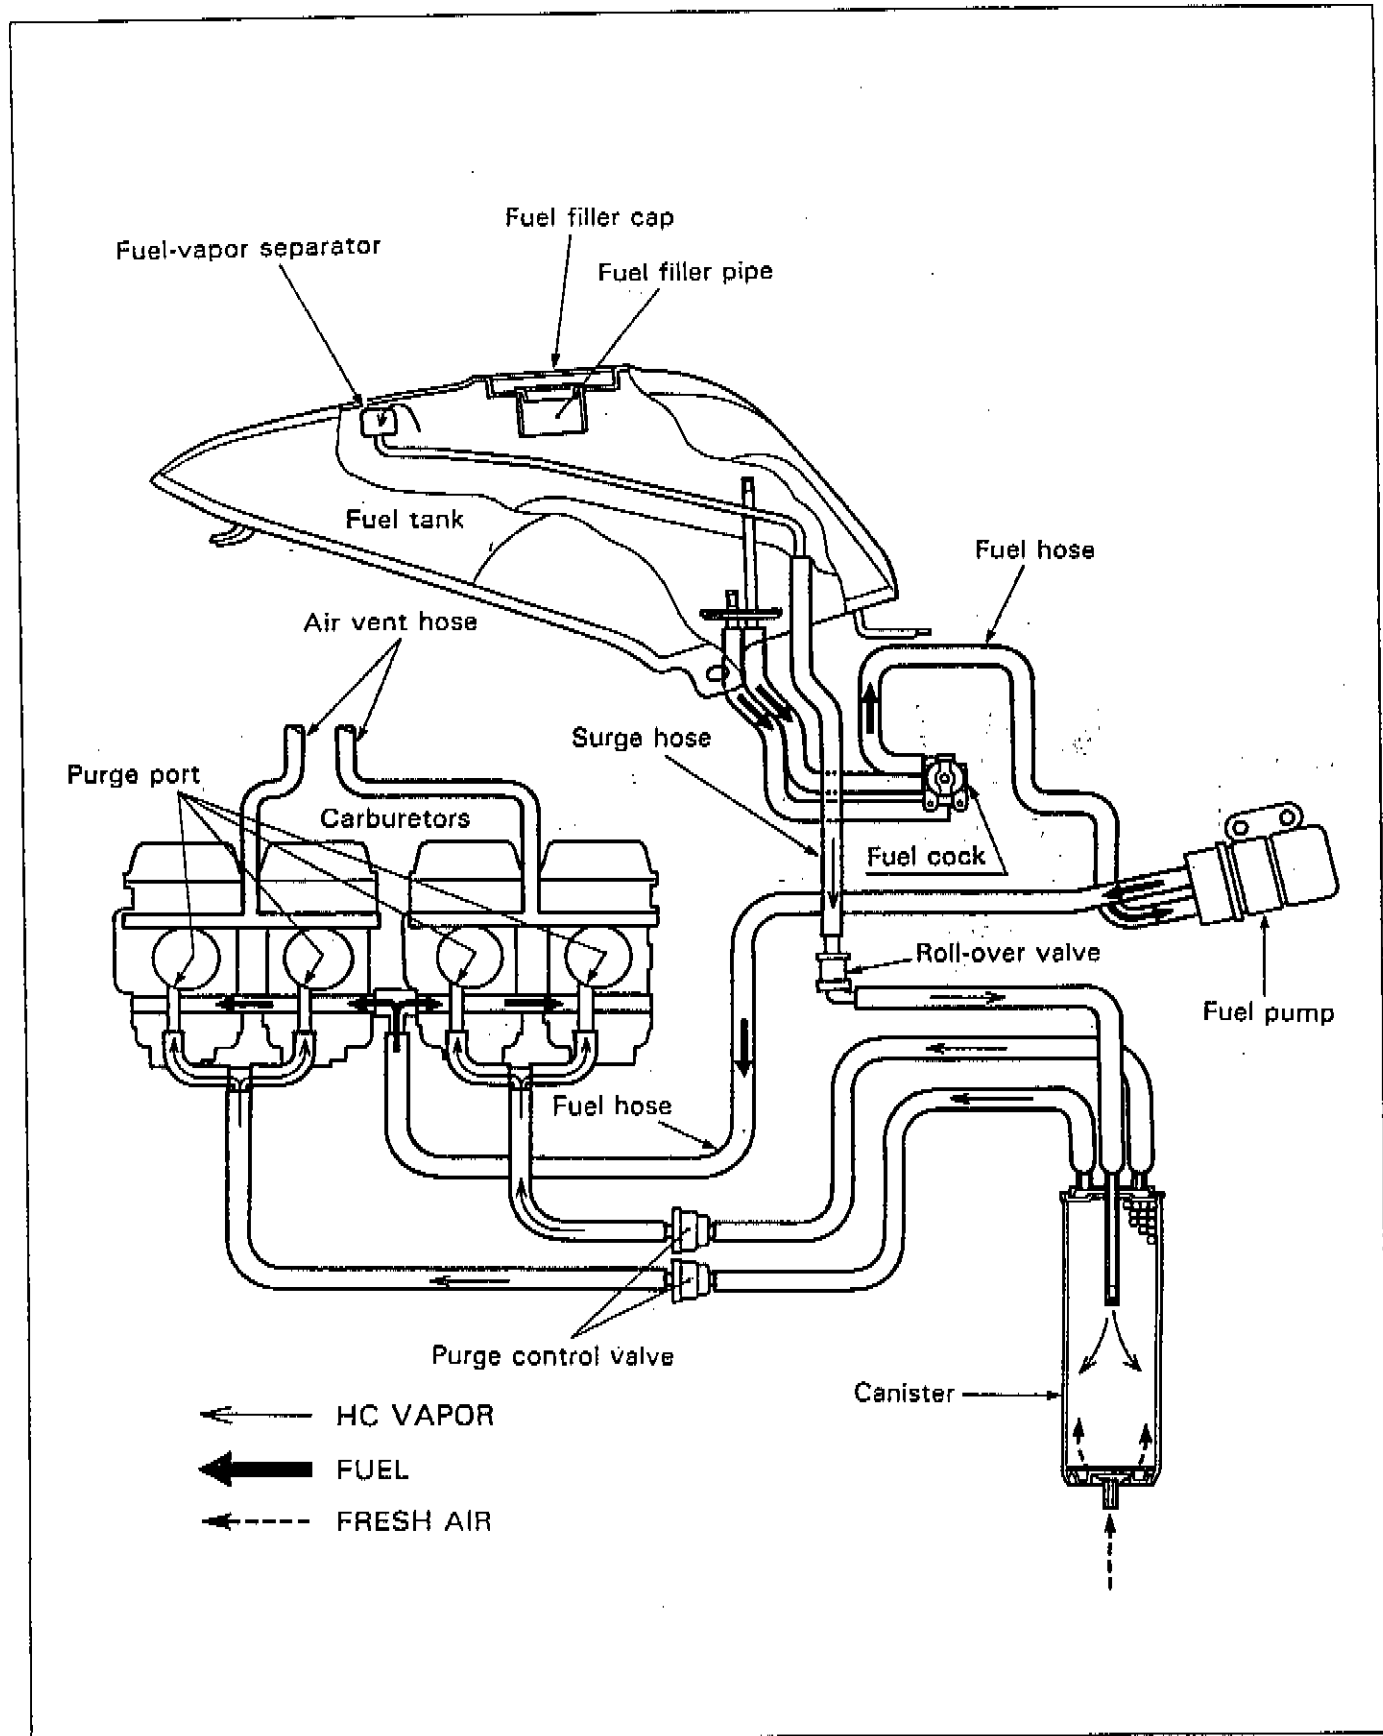 Fuel filler cap
Fuel-vapor separator
Fuel filler pipe
Fuel tank
Fuel hose
Air vent hose
Surge hose
Purge port
Carburetors
Fuel cock
Roll-over valve
Fuel pump
Fuel hose
Purge control valve
Canister
HC VAPOR
FUEL
FRESH AIR